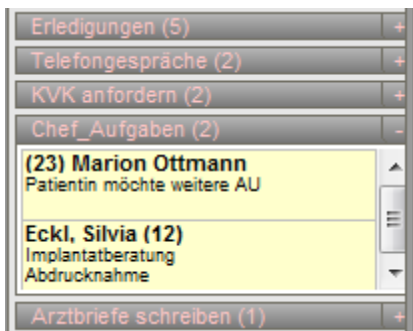 Erledigungen (5) +
Telefongespräche (2) +
KVK anfordern (2) +
Chef_Aufgaben (2) -
(23) Marion Ottmann
Patientin möchte weitere AU
Eckl, Silvia (12)
Implantatberatung
Abdrucknahme
Arztbriefe schreiben (1) +